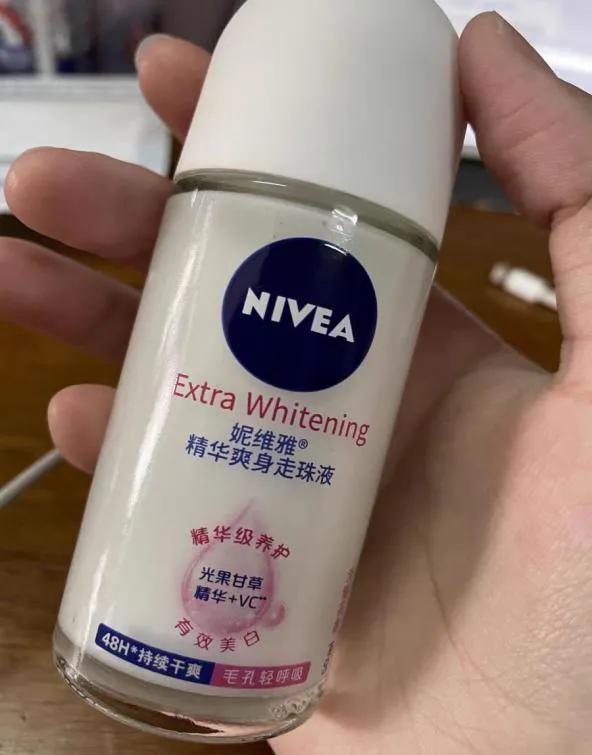 NIVEA
Extra Whitening
妮维雅®
精华爽身走珠液
精华级养护
光果甘草
精华+VC**
有效美白
48H*持续干爽 毛孔轻呼吸